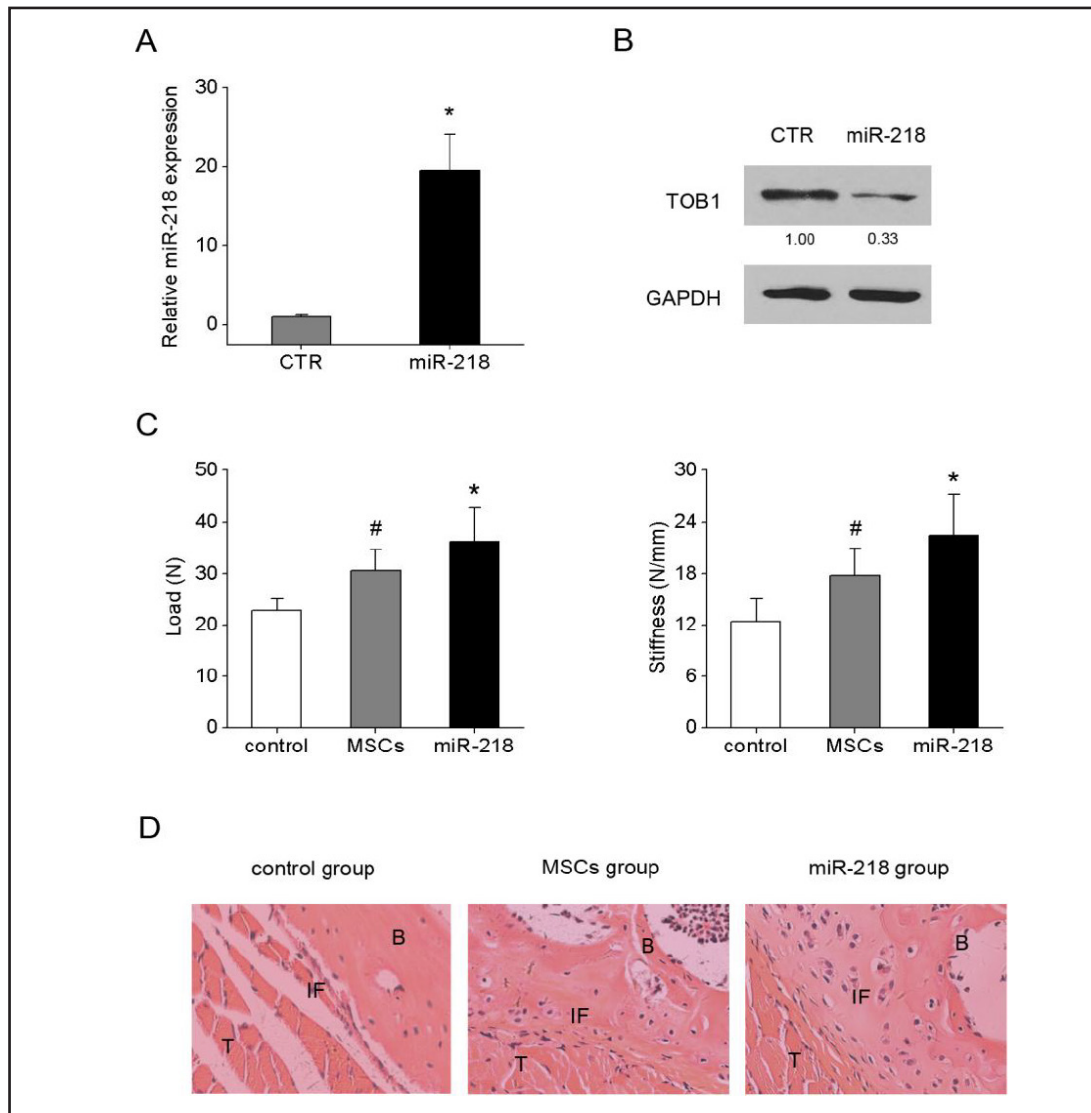 A
Relative miR-218 expression
30
20
10
0
*
CTR
miR-218
B
CTR miR-218
TOB1
1.00 0.33
GAPDH
C
Load (N)
50
40
30
20
10
0
#
*
control MSCs miR-218
Stiffness (N/mm)
30
24
18
12
6
0
#
*
control MSCs miR-218
D
control group
MSCs group
miR-218 group
B
IF
T
B
IF
T
B
IF
T